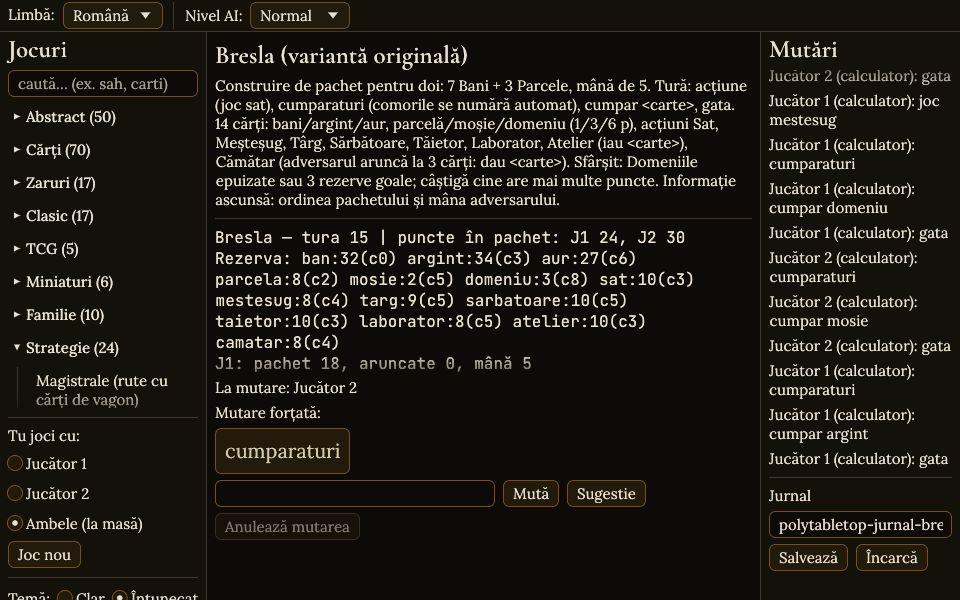 Limbă: Română ▼ Nivel AI: Normal ▼
Jocuri
caută... (ex. sah, carti)
▸ Abstract (50)
▸ Cărți (70)
▸ Zaruri (17)
▸ Clasic (17)
▸ TCG (5)
▸ Miniaturi (6)
▸ Familie (10)
▾ Strategie (24)
Magistrale (rute cu
cărți de vagon)
Tu joci cu:
Jucător 1
Jucător 2
Ambele (la masă)
Joc nou
Temă: Clar Întunecat
Bresla (variantă originală)
Construire de pachet pentru doi: 7 Bani + 3 Parcele, mână de 5. Tură: acțiune
(joc sat), cumparaturi (comorile se numără automat), cumpar <carte>, gata.
14 cărți: bani/argint/aur, parcelă/moșie/domeniu (1/3/6 p), acțiuni Sat,
Meșteșug, Târg, Sărbătoare, Tăietor, Laborator, Atelier (iau <carte>),
Cămătar (adversarul aruncă la 3 cărți: dau <carte>). Sfârșit: Domeniile
epuizate sau 3 rezerve goale; câștigă cine are mai multe puncte. Informație
ascunsă: ordinea pachetului și mâna adversarului.
Bresla — tura 15 | puncte în pachet: J1 24, J2 30
Rezerva: ban:32(c0) argint:34(c3) aur:27(c6)
parcela:8(c2) mosie:2(c5) domeniu:3(c8) sat:10(c3)
mestesug:8(c4) targ:9(c5) sarbatoare:10(c5)
taietor:10(c3) laborator:8(c5) atelier:10(c3)
camatar:8(c4)
J1: pachet 18, aruncate 0, mână 5
La mutare: Jucător 2
Mutare forțată:
cumparaturi
Mută Sugestie
Anulează mutarea
Mutări
Jucător 2 (calculator): gata
Jucător 1 (calculator): joc
mestesug
Jucător 1 (calculator):
cumparaturi
Jucător 1 (calculator):
cumpar domeniu
Jucător 1 (calculator): gata
Jucător 2 (calculator):
cumparaturi
Jucător 2 (calculator):
cumpar mosie
Jucător 2 (calculator): gata
Jucător 1 (calculator):
cumparaturi
Jucător 1 (calculator):
cumpar argint
Jucător 1 (calculator): gata
Jurnal
polytabletop-jurnal-bre
Salvează Încarcă